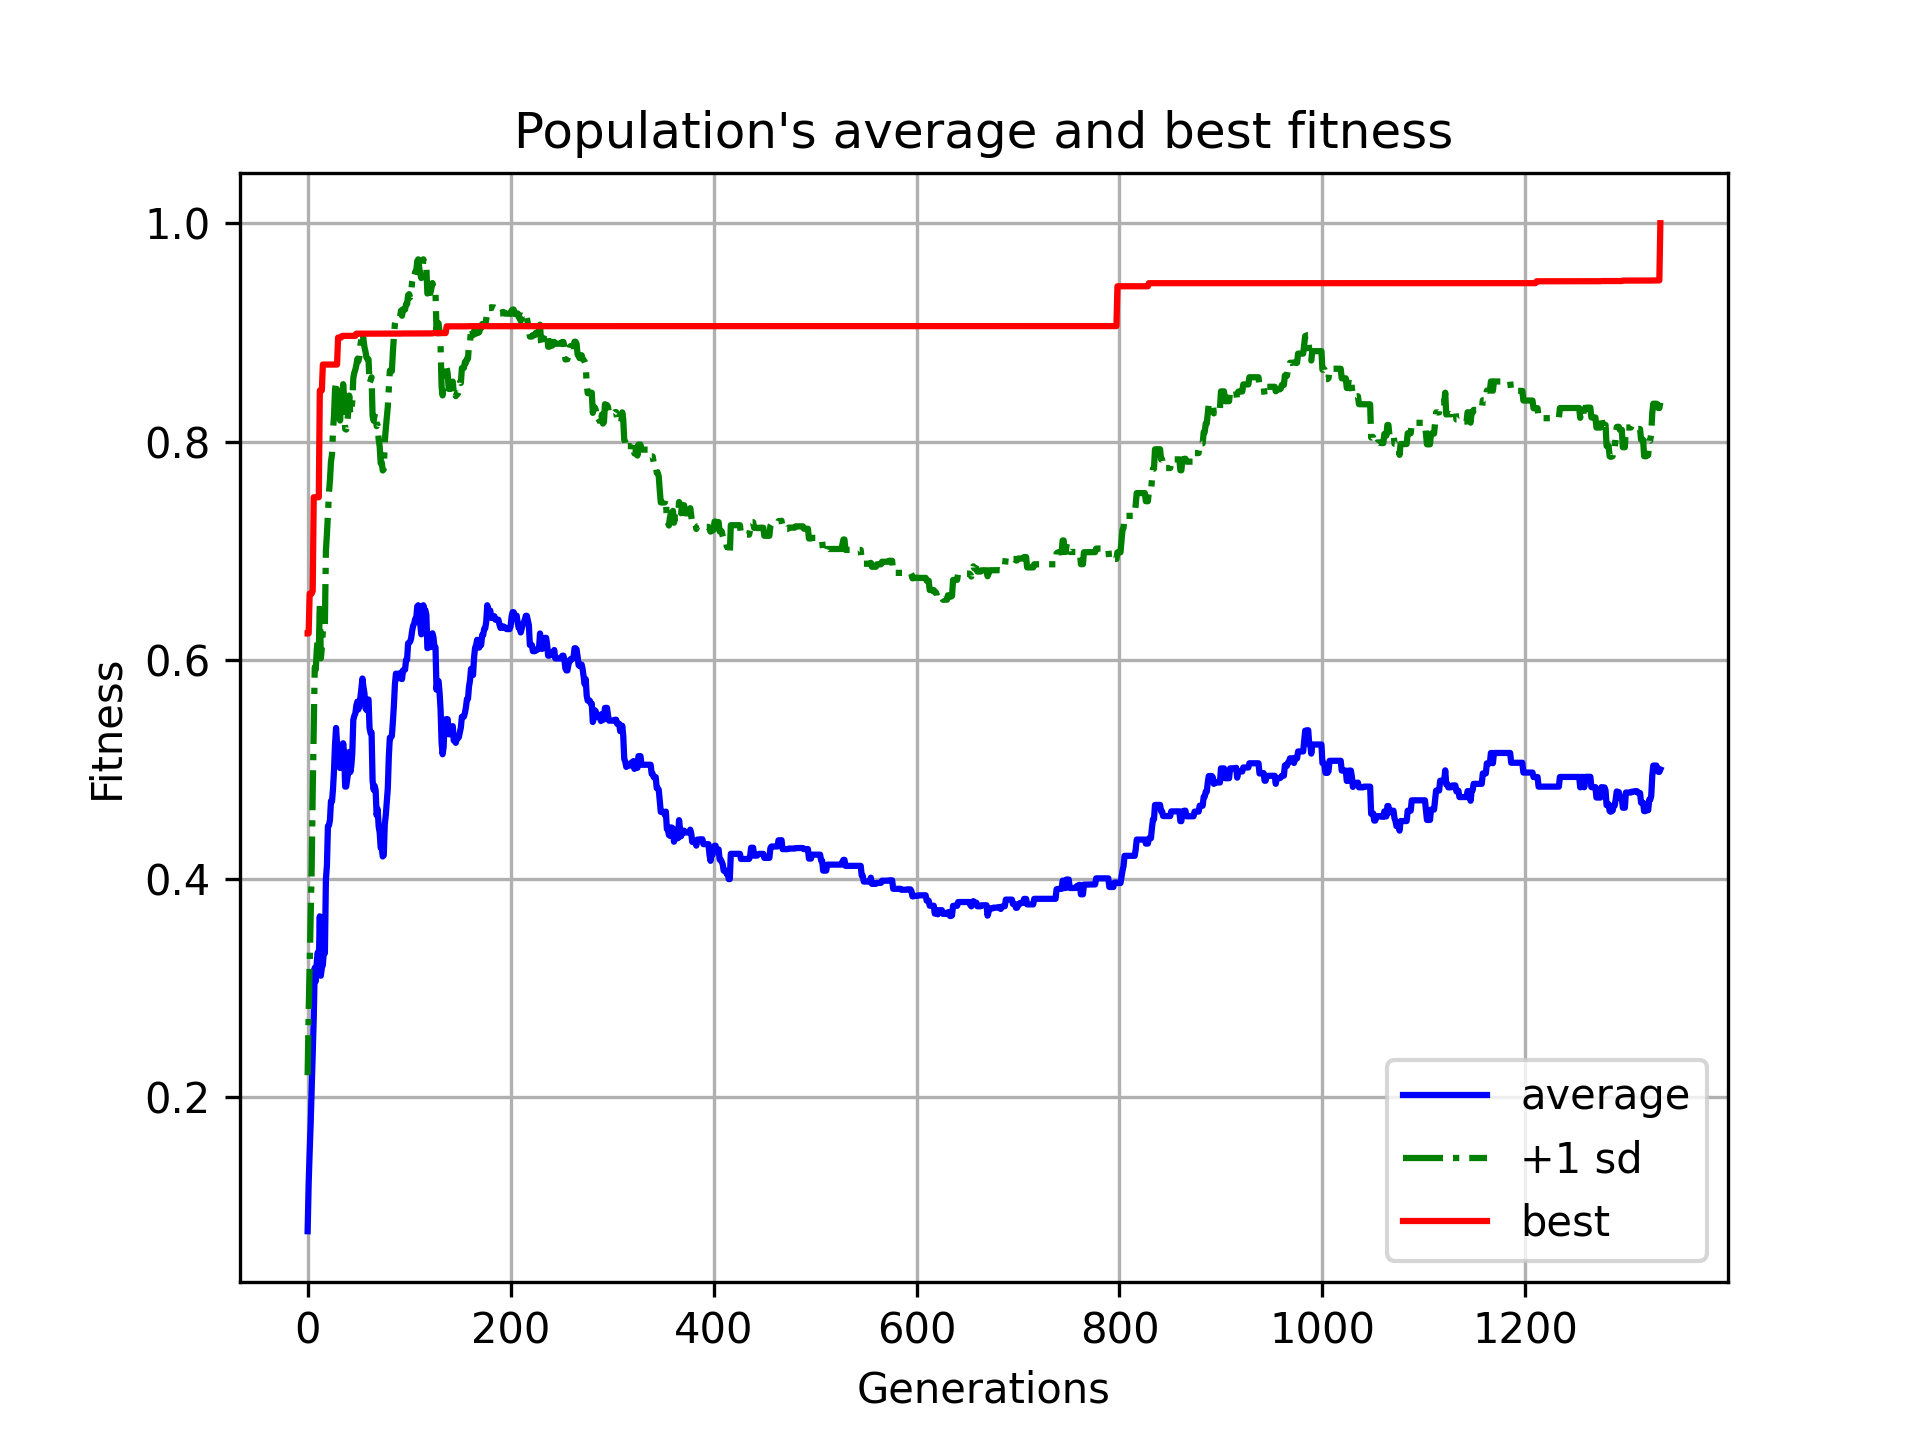 Population's average and best fitness
1.0
0.8
0.6
0.4
0.2
Fitness
0 200 400 600 800 1000 1200
Generations
average
+1 sd
best